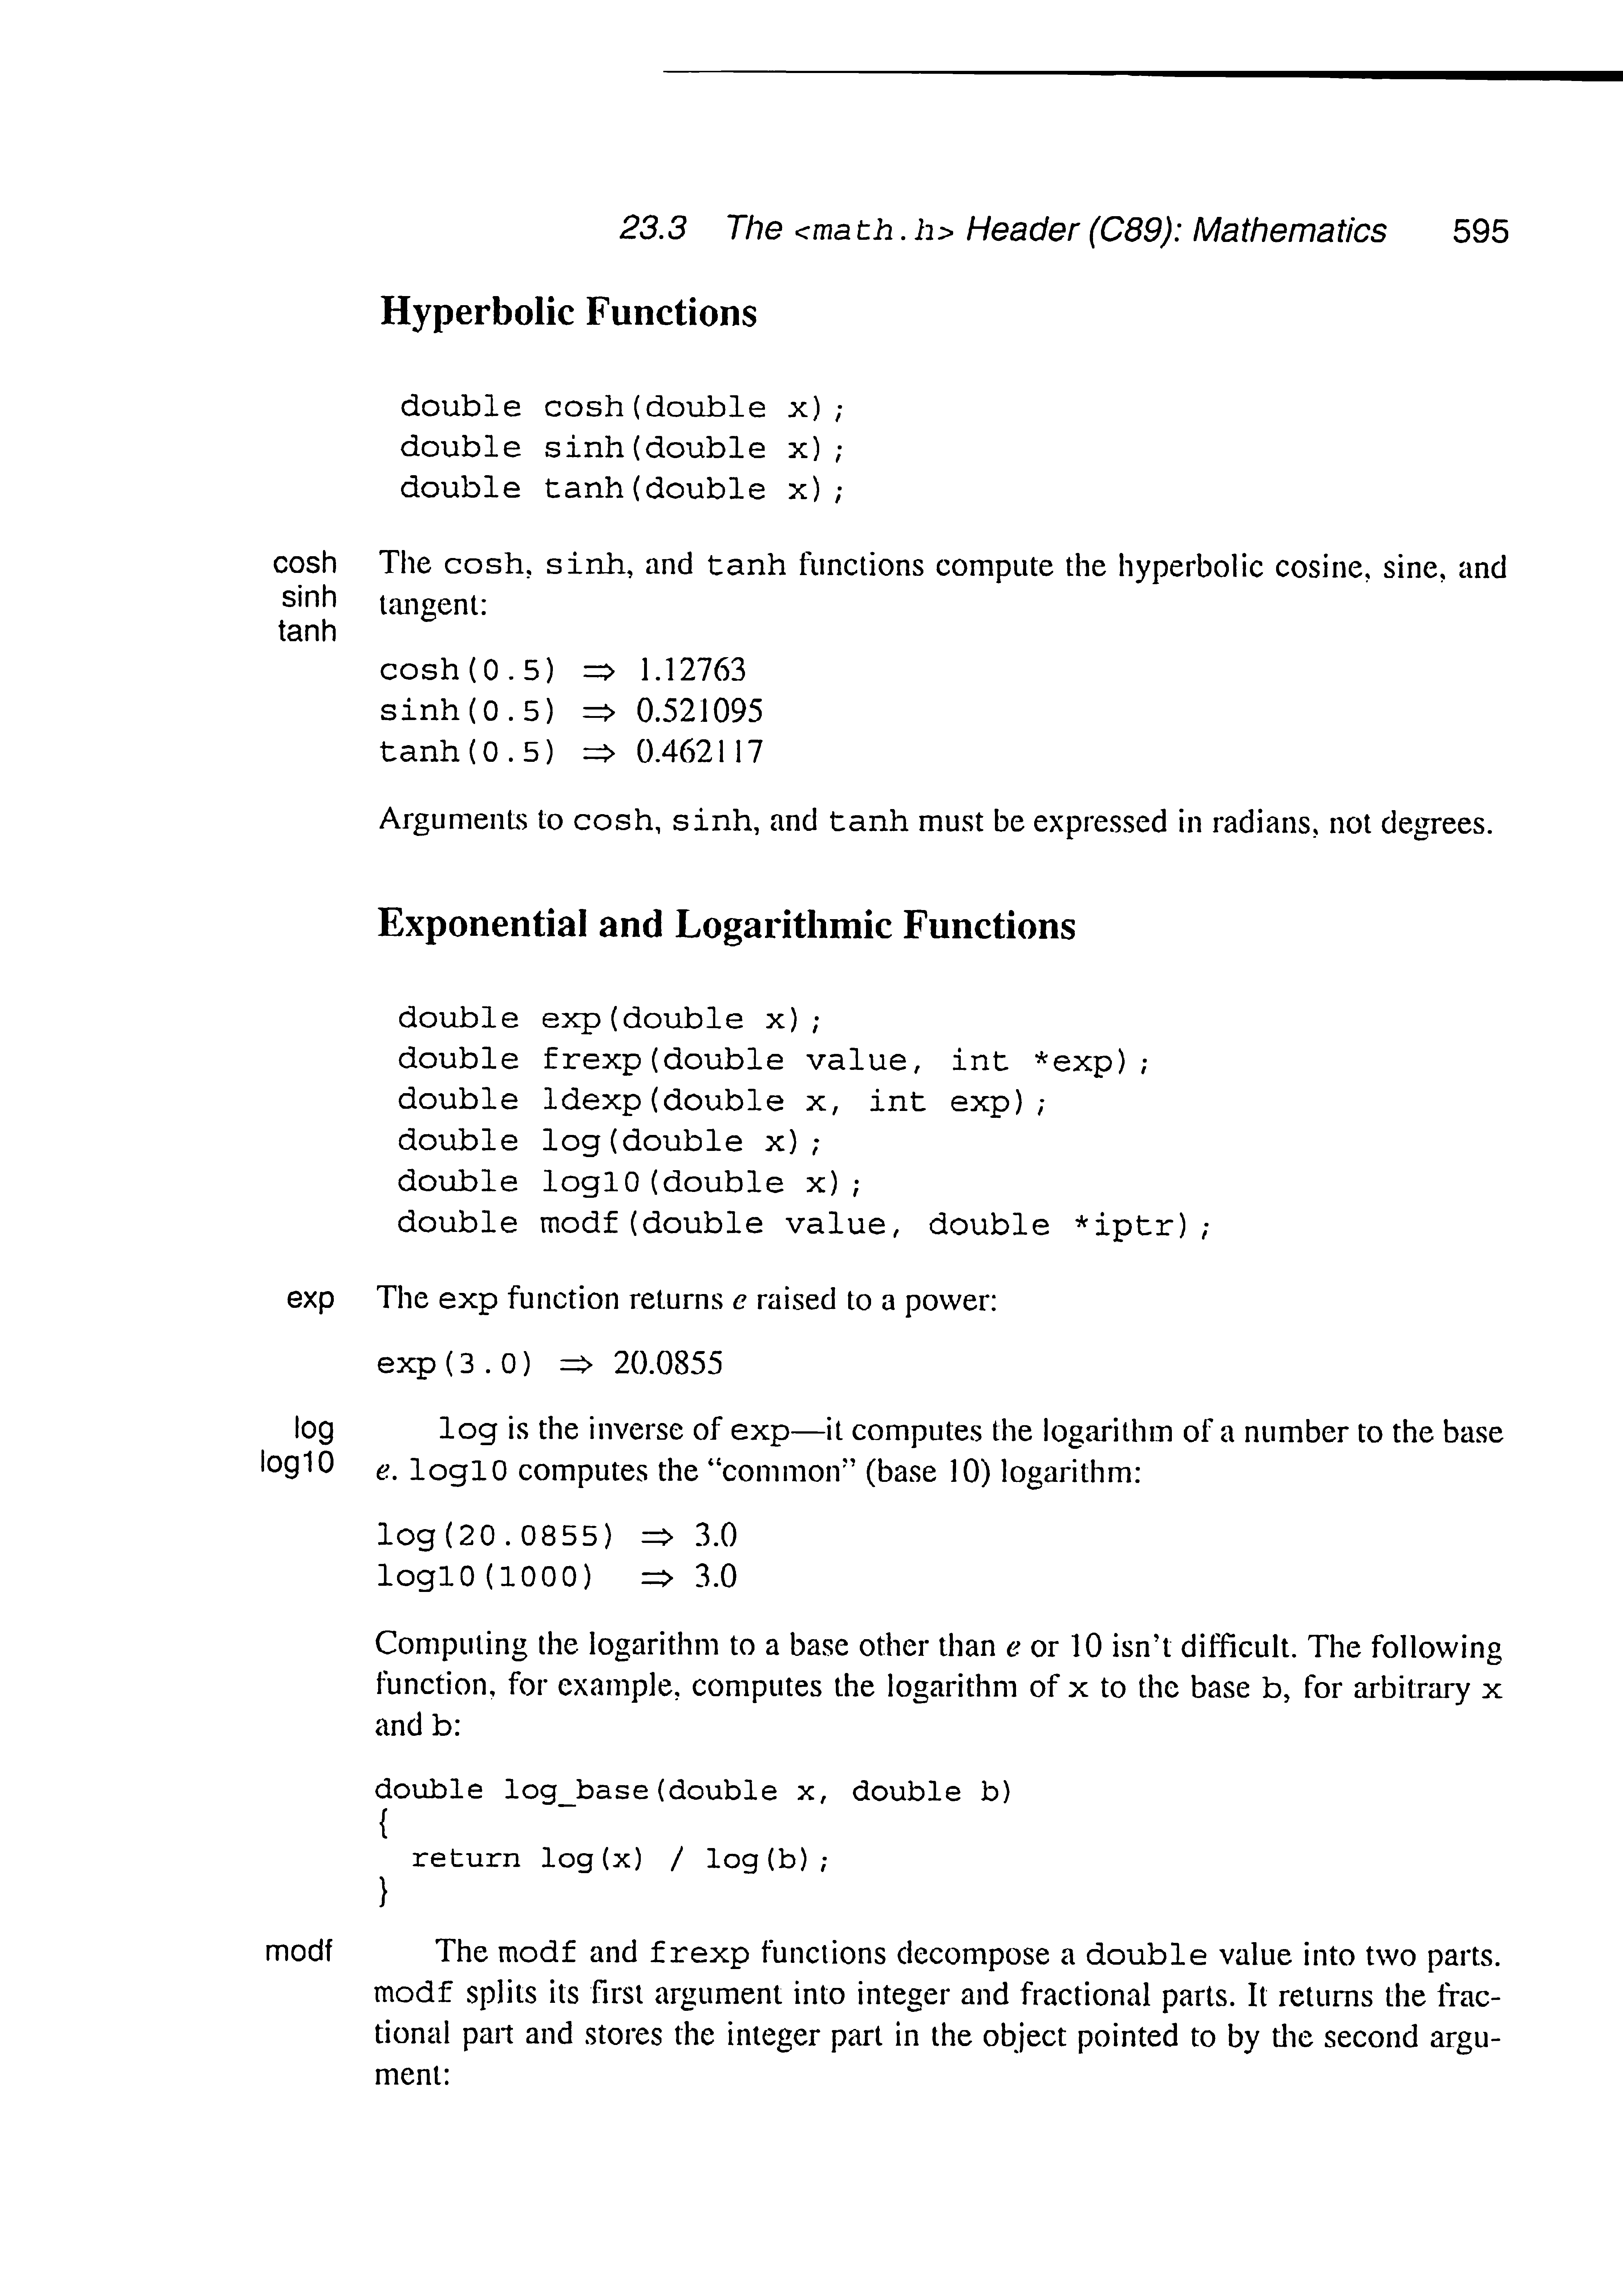 23.3 The <math.h> Header (C89): Mathematics 595
Hyperbolic Functions
double cosh(double x);
double sinh(double x);
double tanh(double x);
cosh The cosh, sinh, and tanh functions compute the hyperbolic cosine, sine, and
sinh tangent:
tanh
cosh(0.5) ⇒ 1.12763
sinh(0.5) ⇒ 0.521095
tanh(0.5) ⇒ 0.462117
Arguments to cosh, sinh, and tanh must be expressed in radians, not degrees.
Exponential and Logarithmic Functions
double exp(double x);
double frexp(double value, int *exp);
double ldexp(double x, int exp);
double log(double x);
double log10(double x);
double modf(double value, double *iptr);
exp The exp function returns e raised to a power:
exp(3.0) ⇒ 20.0855
log log is the inverse of exp—it computes the logarithm of a number to the base
log10 e. log10 computes the “common” (base 10) logarithm:
log(20.0855) ⇒ 3.0
log10(1000) ⇒ 3.0
Computing the logarithm to a base other than e or 10 isn’t difficult. The following
function, for example, computes the logarithm of x to the base b, for arbitrary x
and b:
double log_base(double x, double b)
{
return log(x) / log(b);
}
modf The modf and frexp functions decompose a double value into two parts.
modf splits its first argument into integer and fractional parts. It returns the frac-
tional part and stores the integer part in the object pointed to by the second argu-
ment: